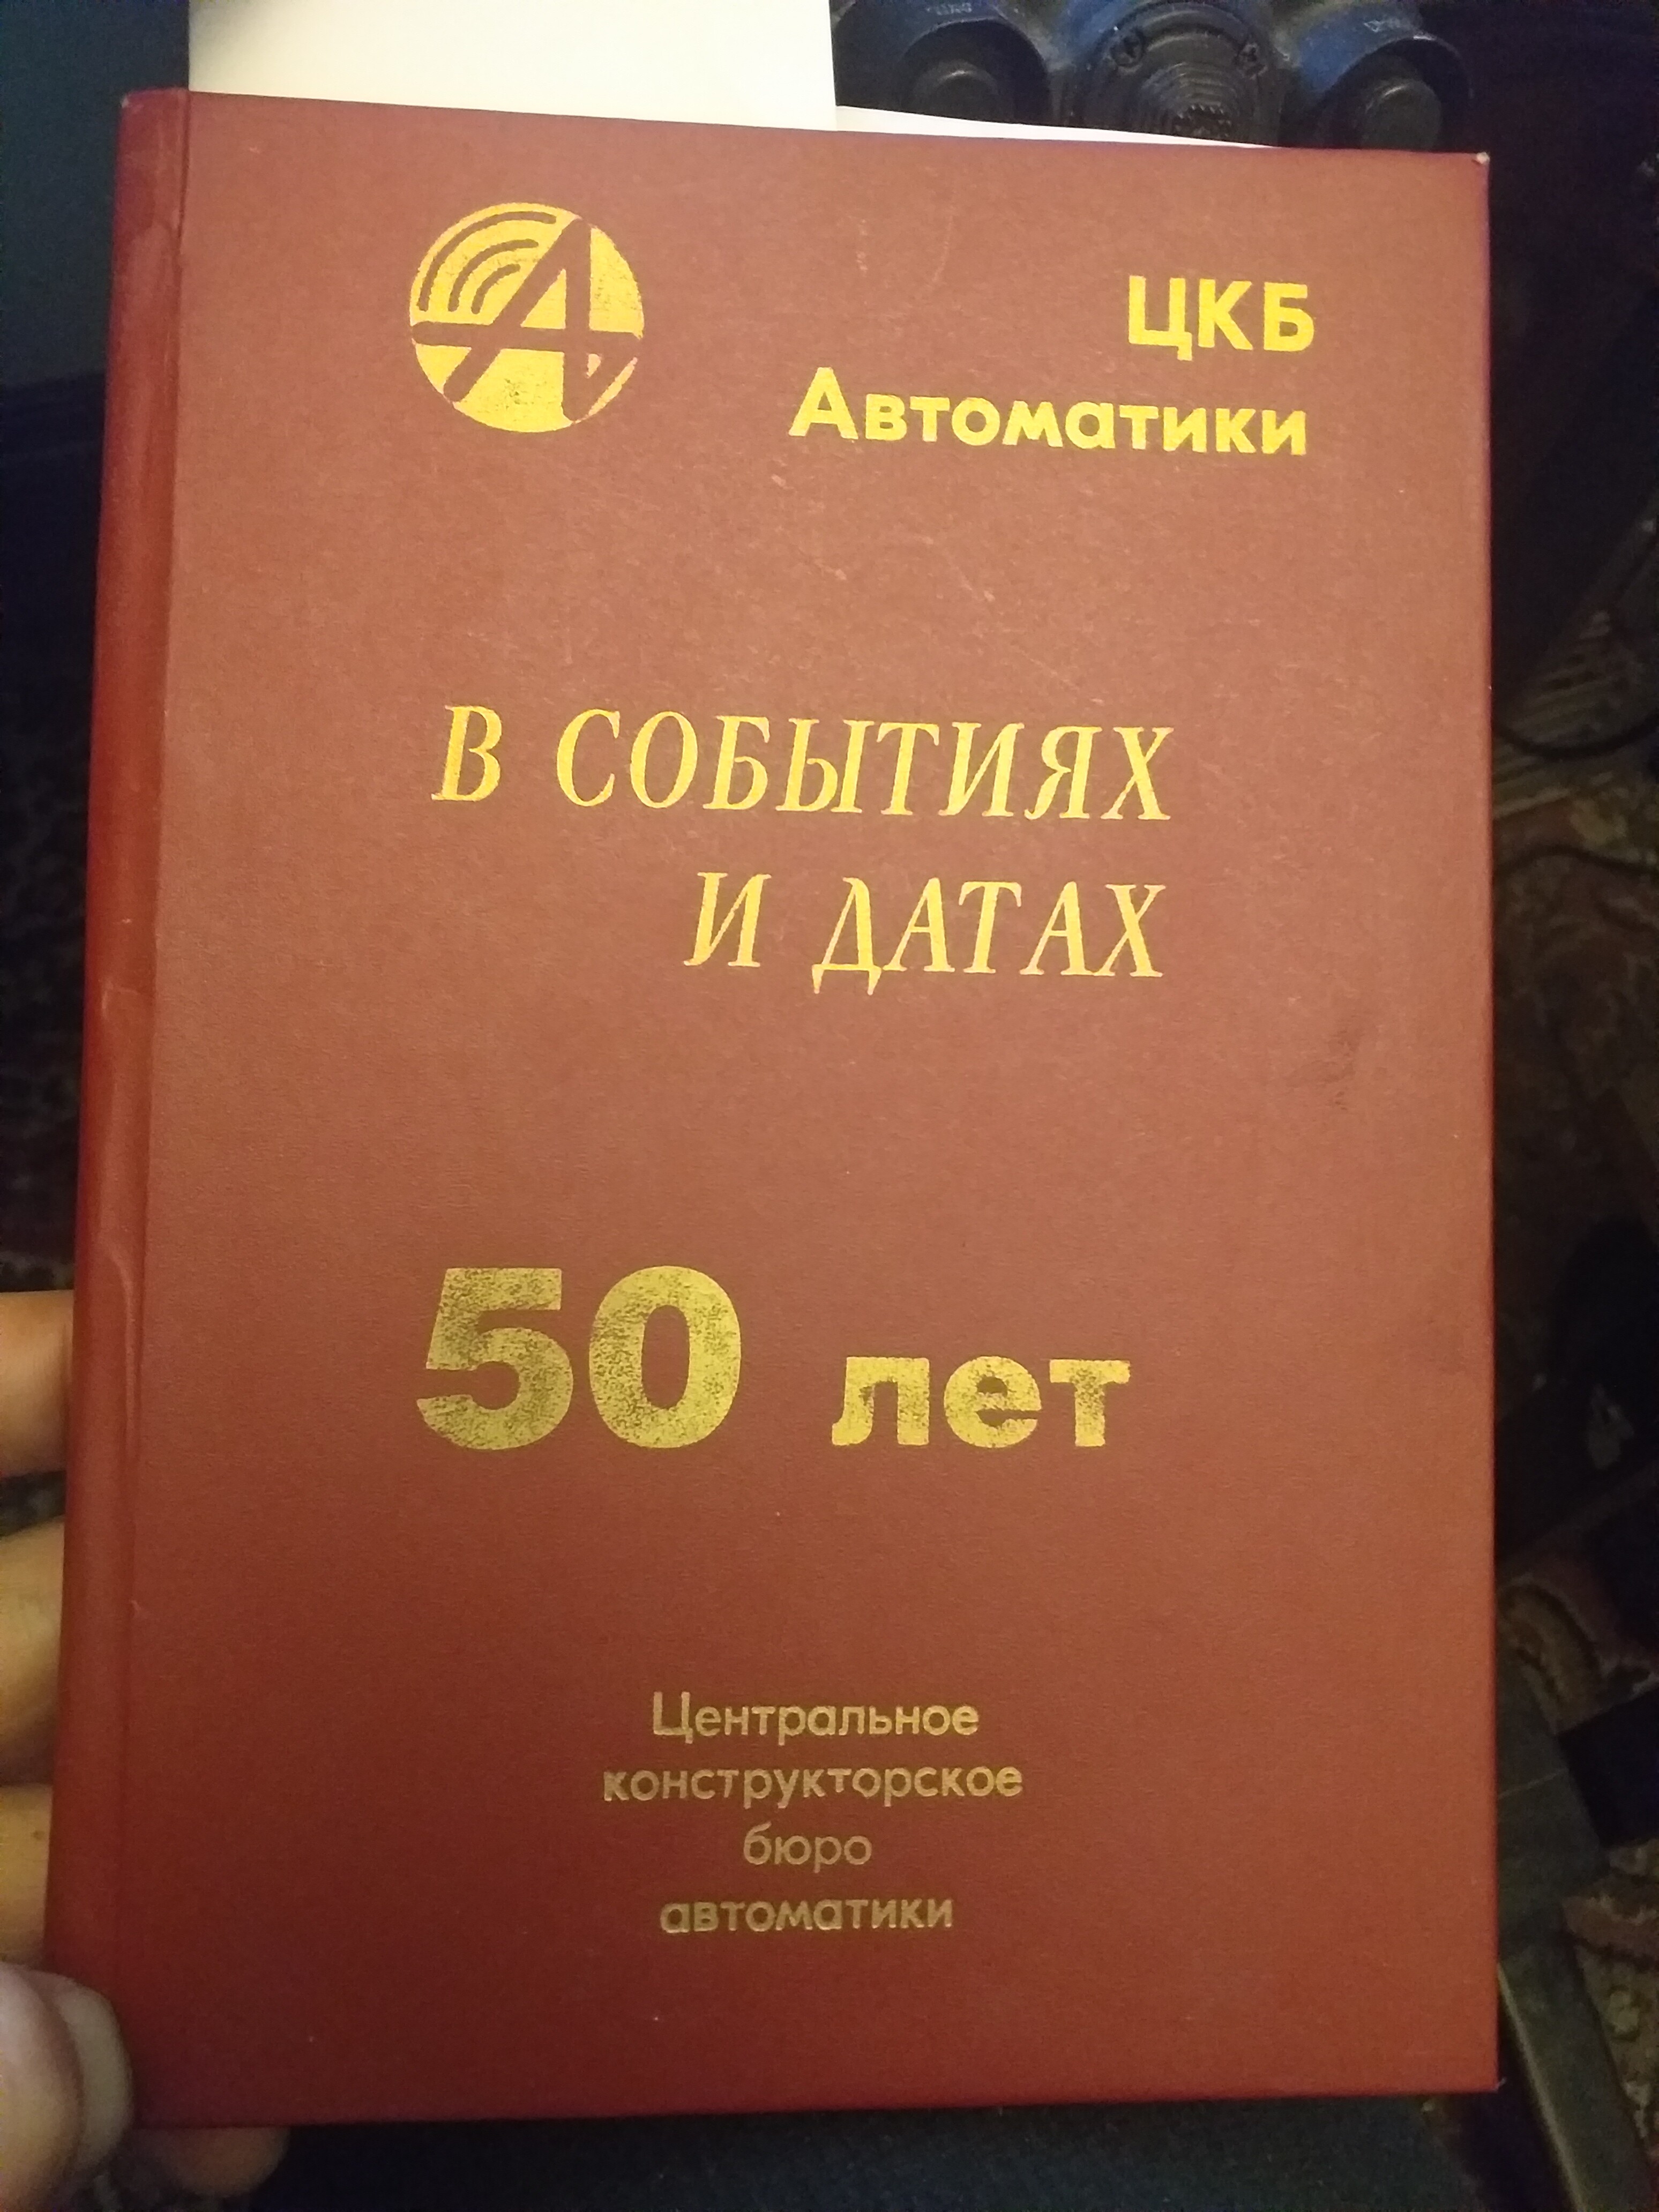 ЦКБ
Автоматики
В СОБЫТИЯХ
И ДАТАХ
50 лет
Центральное
конструкторское
бюро
автоматики